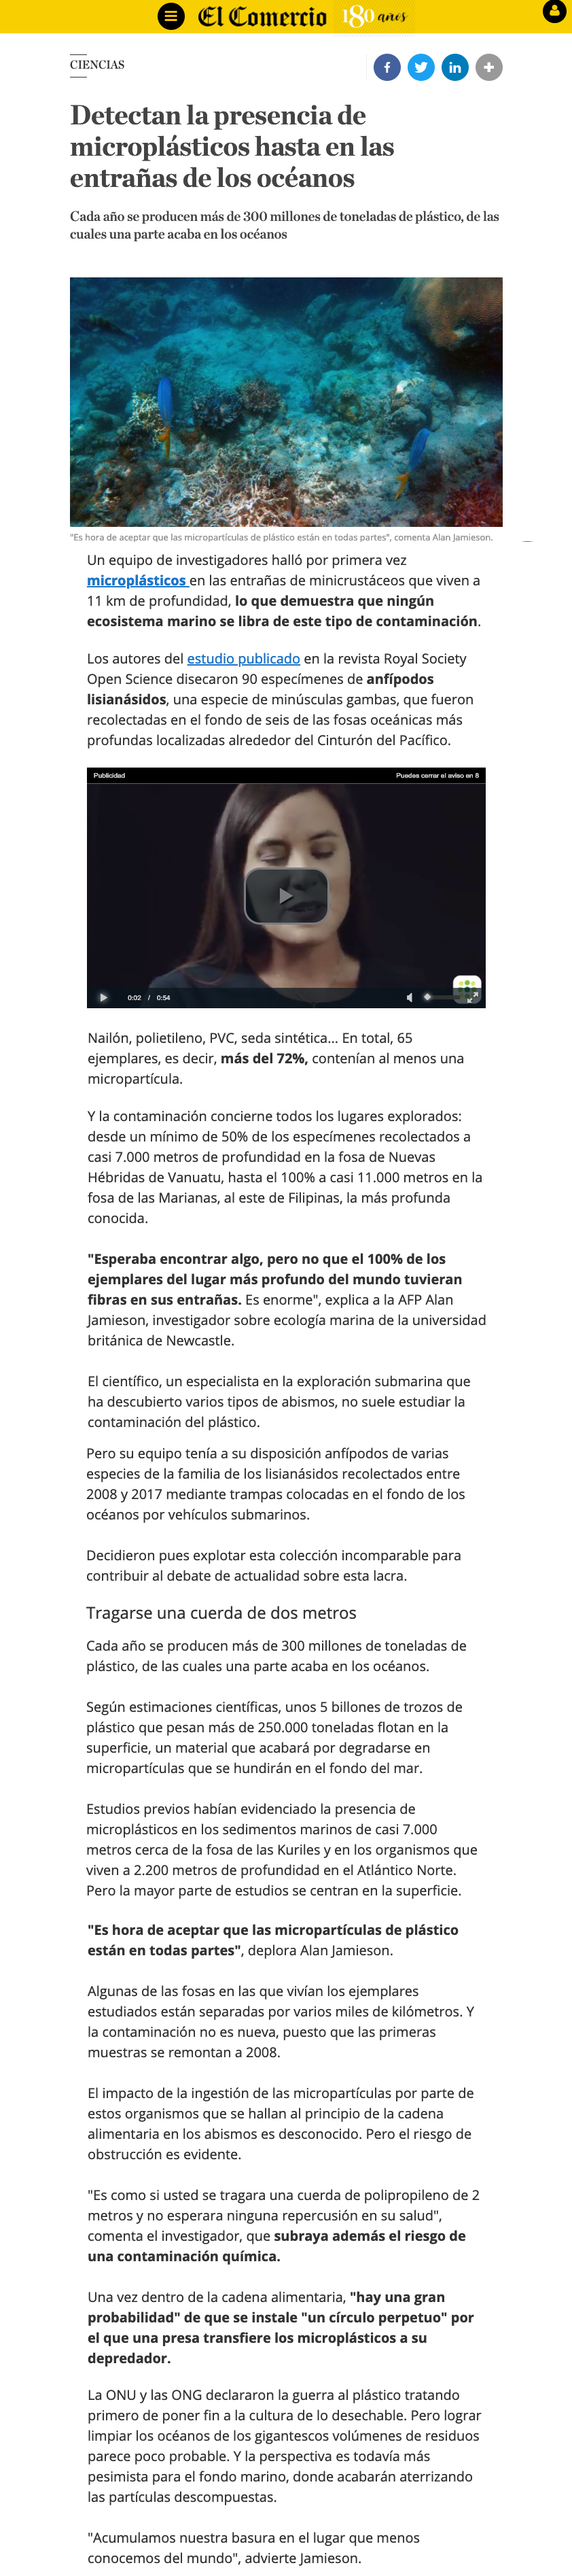 El Comercio 180 años
CIENCIAS
Detectan la presencia de
microplásticos hasta en las
entrañas de los océanos
Cada año se producen más de 300 millones de toneladas de plástico, de las
cuales una parte acaba en los océanos
"Es hora de aceptar que las micropartículas de plástico están en todas partes", comenta Alan Jamieson.
Un equipo de investigadores halló por primera vez
microplásticos en las entrañas de minicrustáceos que viven a
11 km de profundidad, lo que demuestra que ningún
ecosistema marino se libra de este tipo de contaminación.
Los autores del estudio publicado en la revista Royal Society
Open Science disecaron 90 especímenes de anfípodos
lisianásidos, una especie de minúsculas gambas, que fueron
recolectadas en el fondo de seis de las fosas oceánicas más
profundas localizadas alrededor del Cinturón del Pacífico.
Publicidad
Puedes cerrar el aviso en 8
0:02 / 0:54
Nailón, polietileno, PVC, seda sintética... En total, 65
ejemplares, es decir, más del 72%, contenían al menos una
micropartícula.
Y la contaminación concierne todos los lugares explorados:
desde un mínimo de 50% de los especímenes recolectados a
casi 7.000 metros de profundidad en la fosa de Nuevas
Hébridas de Vanuatu, hasta el 100% a casi 11.000 metros en la
fosa de las Marianas, al este de Filipinas, la más profunda
conocida.
"Esperaba encontrar algo, pero no que el 100% de los
ejemplares del lugar más profundo del mundo tuvieran
fibras en sus entrañas. Es enorme", explica a la AFP Alan
Jamieson, investigador sobre ecología marina de la universidad
británica de Newcastle.
El científico, un especialista en la exploración submarina que
ha descubierto varios tipos de abismos, no suele estudiar la
contaminación del plástico.
Pero su equipo tenía a su disposición anfípodos de varias
especies de la familia de los lisianásidos recolectados entre
2008 y 2017 mediante trampas colocadas en el fondo de los
océanos por vehículos submarinos.
Decidieron pues explotar esta colección incomparable para
contribuir al debate de actualidad sobre esta lacra.
Tragarse una cuerda de dos metros
Cada año se producen más de 300 millones de toneladas de
plástico, de las cuales una parte acaba en los océanos.
Según estimaciones científicas, unos 5 billones de trozos de
plástico que pesan más de 250.000 toneladas flotan en la
superficie, un material que acabará por degradarse en
micropartículas que se hundirán en el fondo del mar.
Estudios previos habían evidenciado la presencia de
microplásticos en los sedimentos marinos de casi 7.000
metros cerca de la fosa de las Kuriles y en los organismos que
viven a 2.200 metros de profundidad en el Atlántico Norte.
Pero la mayor parte de estudios se centran en la superficie.
"Es hora de aceptar que las micropartículas de plástico
están en todas partes", deplora Alan Jamieson.
Algunas de las fosas en las que vivían los ejemplares
estudiados están separadas por varios miles de kilómetros. Y
la contaminación no es nueva, puesto que las primeras
muestras se remontan a 2008.
El impacto de la ingestión de las micropartículas por parte de
estos organismos que se hallan al principio de la cadena
alimentaria en los abismos es desconocido. Pero el riesgo de
obstrucción es evidente.
"Es como si usted se tragara una cuerda de polipropileno de 2
metros y no esperara ninguna repercusión en su salud",
comenta el investigador, que subraya además el riesgo de
una contaminación química.
Una vez dentro de la cadena alimentaria, "hay una gran
probabilidad" de que se instale "un círculo perpetuo" por
el que una presa transfiere los microplásticos a su
depredador.
La ONU y las ONG declararon la guerra al plástico tratando
primero de poner fin a la cultura de lo desechable. Pero lograr
limpiar los océanos de los gigantescos volúmenes de residuos
parece poco probable. Y la perspectiva es todavía más
pesimista para el fondo marino, donde acabarán aterrizando
las partículas descompuestas.
"Acumulamos nuestra basura en el lugar que menos
conocemos del mundo", advierte Jamieson.